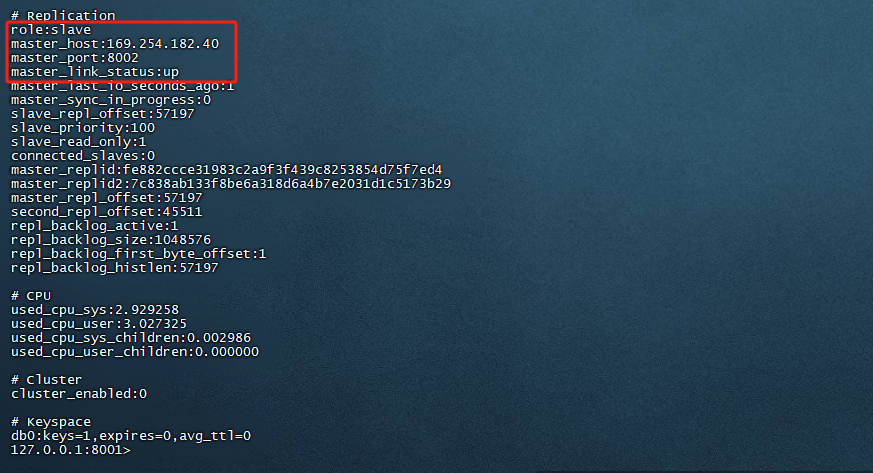 # Replication
role:slave
master_host:169.254.182.40
master_port:8002
master_link_status:up
master_last_io_seconds_ago:1
master_sync_in_progress:0
slave_repl_offset:57197
slave_priority:100
slave_read_only:1
connected_slaves:0
master_replid:fe882ccce31983c2a9f3f439c8253854d75f7ed4
master_replid2:7c838ab133f8be6a318d6a4b7e2031d1c5173b29
master_repl_offset:57197
second_repl_offset:45511
repl_backlog_active:1
repl_backlog_size:1048576
repl_backlog_first_byte_offset:1
repl_backlog_histlen:57197
# CPU
used_cpu_sys:2.929258
used_cpu_user:3.027325
used_cpu_sys_children:0.002986
used_cpu_user_children:0.000000
# Cluster
cluster_enabled:0
# Keyspace
db0:keys=1,expires=0,avg_ttl=0
127.0.0.1:8001>